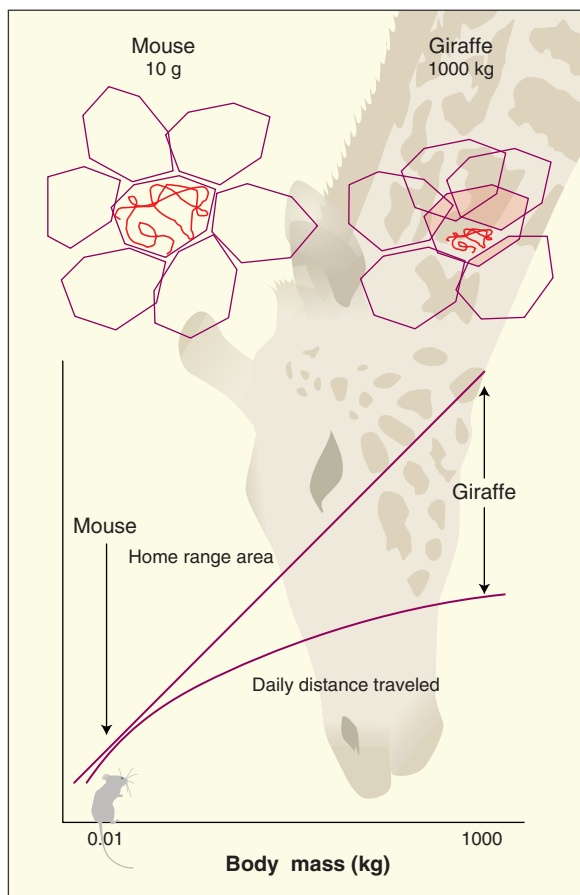 Mouse
10 g
Giraffe
1000 kg
Giraffe
Mouse
Home range area
Daily distance traveled
0.01
1000
Body mass (kg)